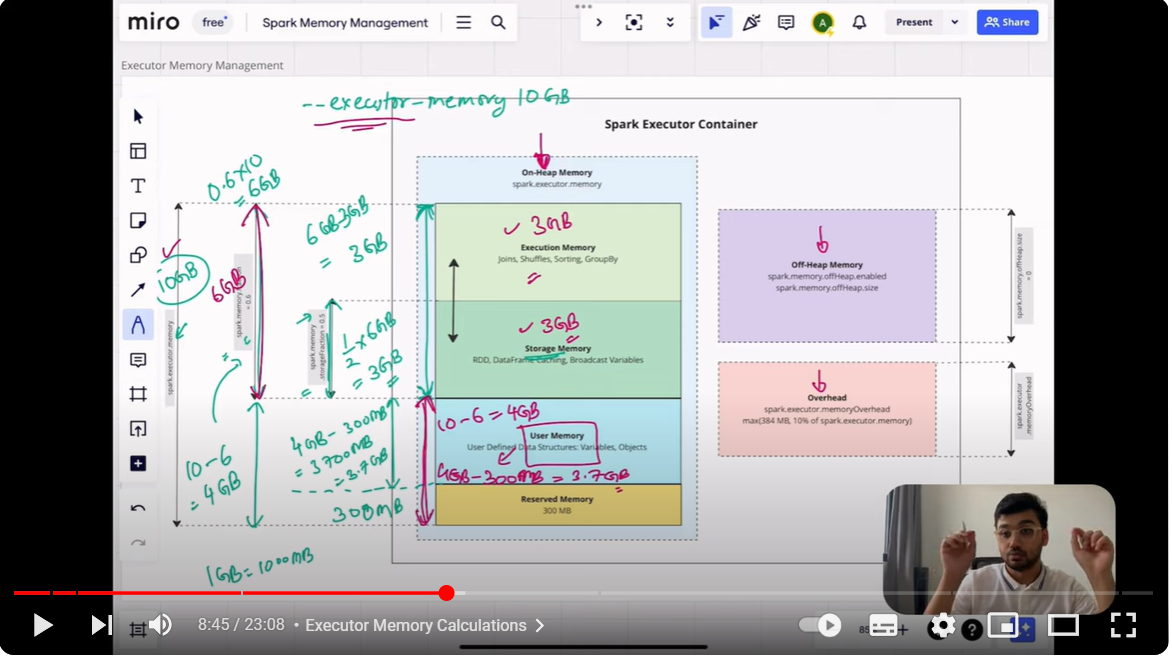 miro free Spark Memory Management
Present
Share
Executor Memory Management
--executor-memory 10GB
Spark Executor Container
On-Heap Memory
spark.executor.memory
0.6x10
= 6GB
6GB-3GB
= 3GB
3GB
Execution Memory
Joins, Shuffles, Sorting, GroupBy
10GB
6GB
spark.memory
= 0.6
spark.executor.memory
spark.memory
.storageFraction = 0.5
1/2 x 6GB
= 3GB
3GB
Storage Memory
RDD, DataFrame Caching, Broadcast Variables
10-6
= 4GB
4GB-300MB
= 3700MB
= 3.7GB
300MB
10-6=4GB
User Memory
User Defined Data Structures: Variables, Objects
4GB-300MB = 3.7GB
Reserved Memory
300 MB
1GB=1000MB
Off-Heap Memory
spark.memory.offHeap.enabled
spark.memory.offHeap.size
spark.memory.offHeap.size
= 0
Overhead
spark.executor.memoryOverhead
max(384 MB, 10% of spark.executor.memory)
spark.executor
.memoryOverhead
8:45 / 23:08 • Executor Memory Calculations